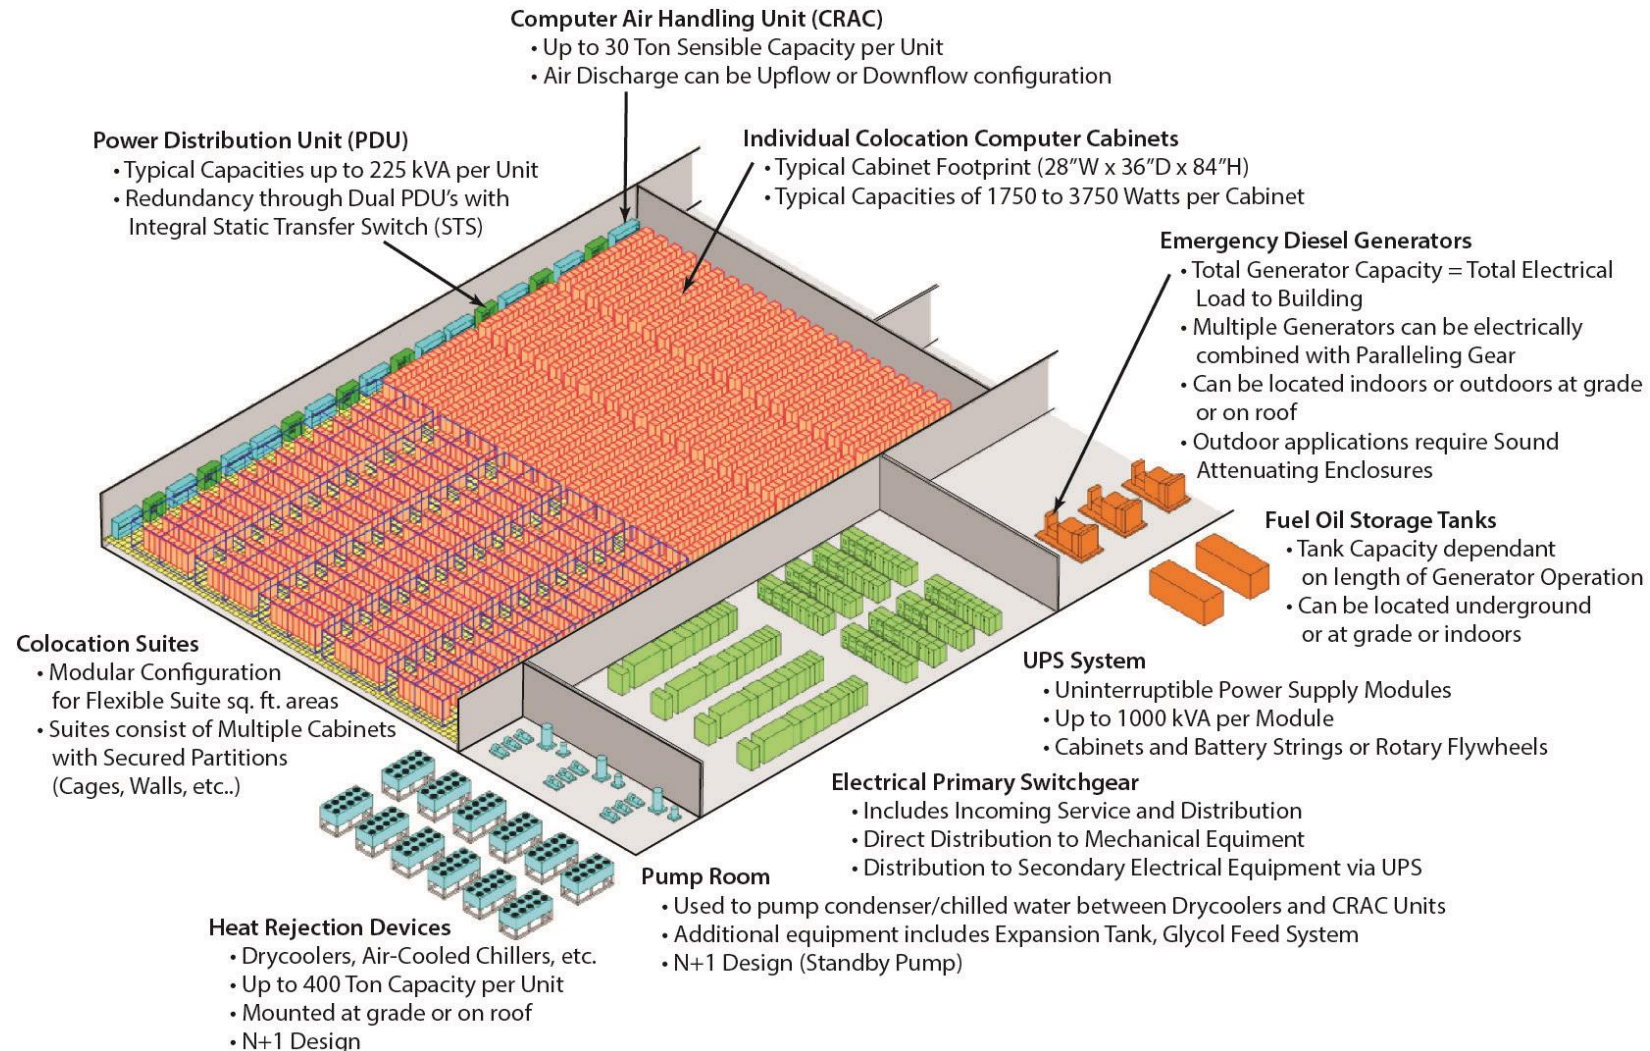 Computer Air Handling Unit (CRAC)
• Up to 30 Ton Sensible Capacity per Unit
• Air Discharge can be Upflow or Downflow configuration
Power Distribution Unit (PDU)
• Typical Capacities up to 225 kVA per Unit
• Redundancy through Dual PDU's with
Integral Static Transfer Switch (STS)
Individual Colocation Computer Cabinets
• Typical Cabinet Footprint (28"W x 36"D x 84"H)
• Typical Capacities of 1750 to 3750 Watts per Cabinet
Emergency Diesel Generators
• Total Generator Capacity = Total Electrical
Load to Building
• Multiple Generators can be electrically
combined with Paralleling Gear
• Can be located indoors or outdoors at grade
or on roof
• Outdoor applications require Sound
Attenuating Enclosures
Fuel Oil Storage Tanks
• Tank Capacity dependant
on length of Generator Operation
• Can be located underground
or at grade or indoors
Colocation Suites
• Modular Configuration
for Flexible Suite sq. ft. areas
• Suites consist of Multiple Cabinets
with Secured Partitions
(Cages, Walls, etc..)
UPS System
• Uninterruptible Power Supply Modules
• Up to 1000 kVA per Module
• Cabinets and Battery Strings or Rotary Flywheels
Electrical Primary Switchgear
• Includes Incoming Service and Distribution
• Direct Distribution to Mechanical Equiment
• Distribution to Secondary Electrical Equipment via UPS
Pump Room
• Used to pump condenser/chilled water between Drycoolers and CRAC Units
• Additional equipment includes Expansion Tank, Glycol Feed System
• N+1 Design (Standby Pump)
Heat Rejection Devices
• Drycoolers, Air-Cooled Chillers, etc.
• Up to 400 Ton Capacity per Unit
• Mounted at grade or on roof
• N+1 Design